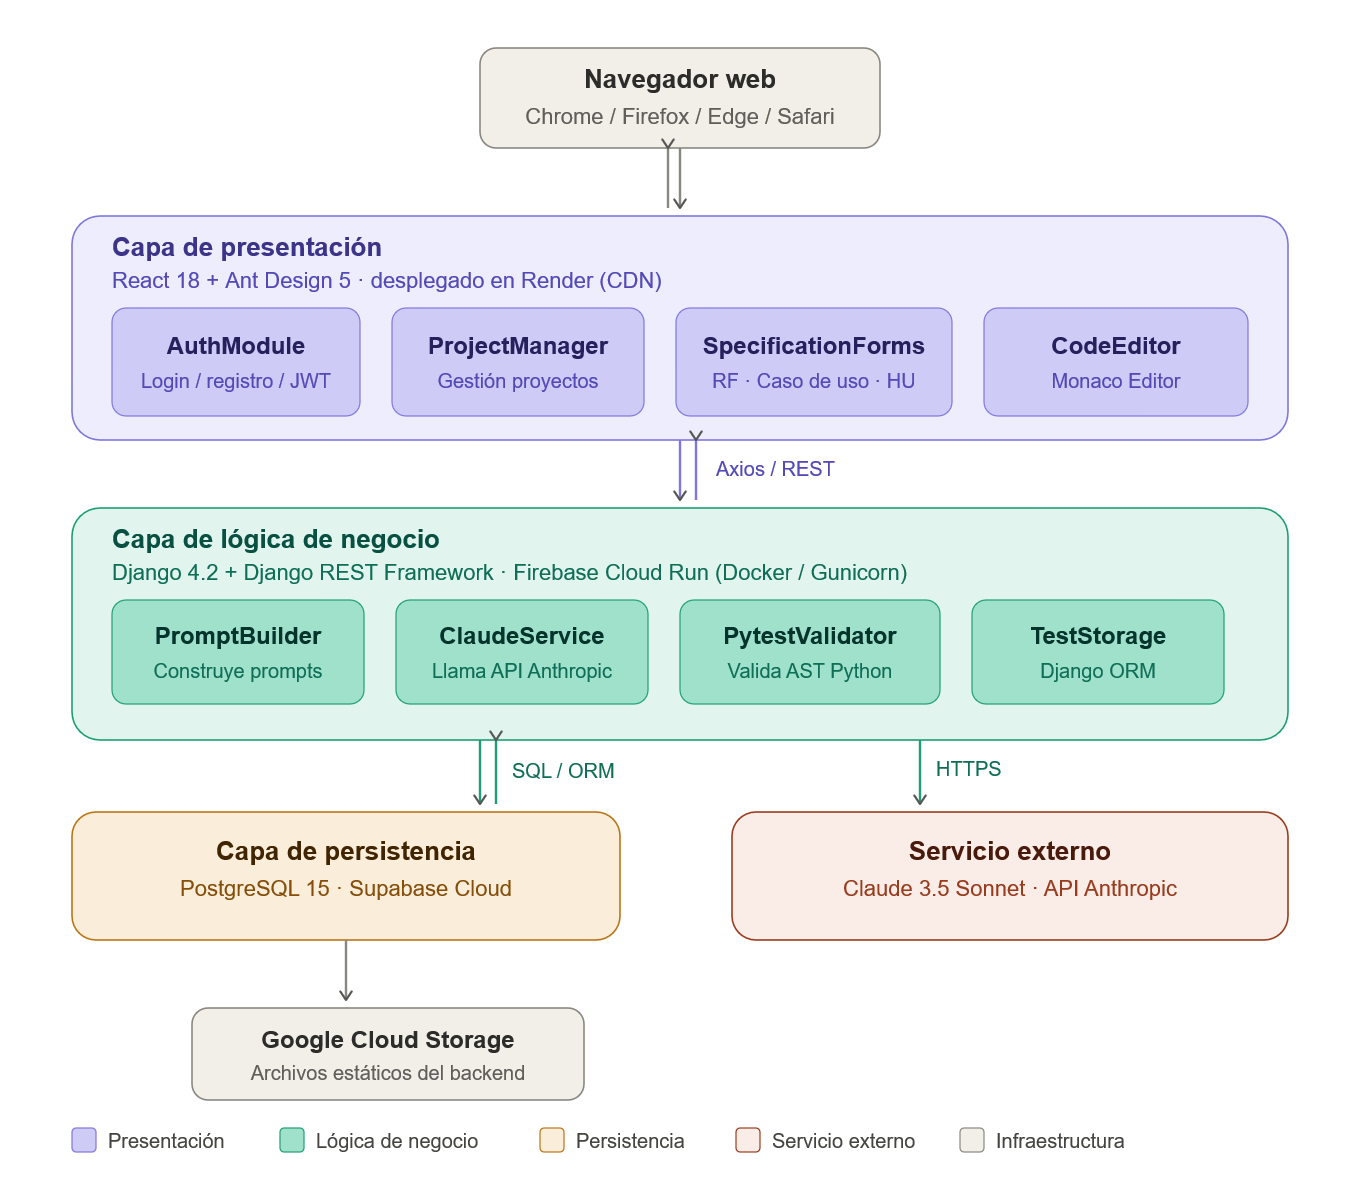 Navegador web
Chrome / Firefox / Edge / Safari
Capa de presentación
React 18 + Ant Design 5 · desplegado en Render (CDN)
AuthModule
Login / registro / JWT
ProjectManager
Gestión proyectos
SpecificationForms
RF · Caso de uso · HU
CodeEditor
Monaco Editor
Axios / REST
Capa de lógica de negocio
Django 4.2 + Django REST Framework · Firebase Cloud Run (Docker / Gunicorn)
PromptBuilder
Construye prompts
ClaudeService
Llama API Anthropic
PytestValidator
Valida AST Python
TestStorage
Django ORM
SQL / ORM
HTTPS
Capa de persistencia
PostgreSQL 15 · Supabase Cloud
Servicio externo
Claude 3.5 Sonnet · API Anthropic
Google Cloud Storage
Archivos estáticos del backend
Presentación
Lógica de negocio
Persistencia
Servicio externo
Infraestructura